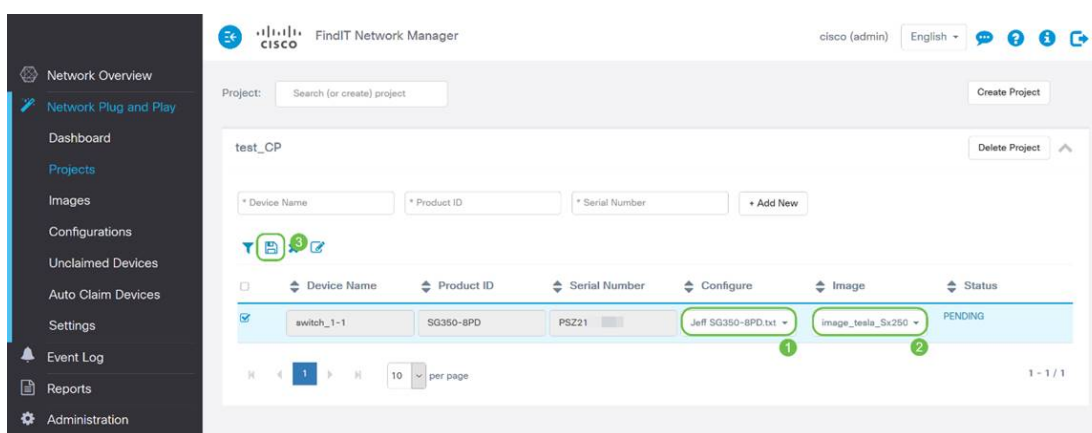 CISCO FindIT Network Manager cisco (admin) English
Network Overview
Network Plug and Play
Dashboard
Projects
Images
Configurations
Unclaimed Devices
Auto Claim Devices
Settings
Event Log
Reports
Administration
Project: Search (or create) project Create Project
test_CP Delete Project
* Device Name * Product ID * Serial Number + Add New
3
Device Name Product ID Serial Number Configure Image Status
switch_1-1 SG350-8PD PSZ21 Jeff SG350-8PD.txt image_tesla_Sx250 PENDING
1 2
1 10 per page 1 - 1 / 1